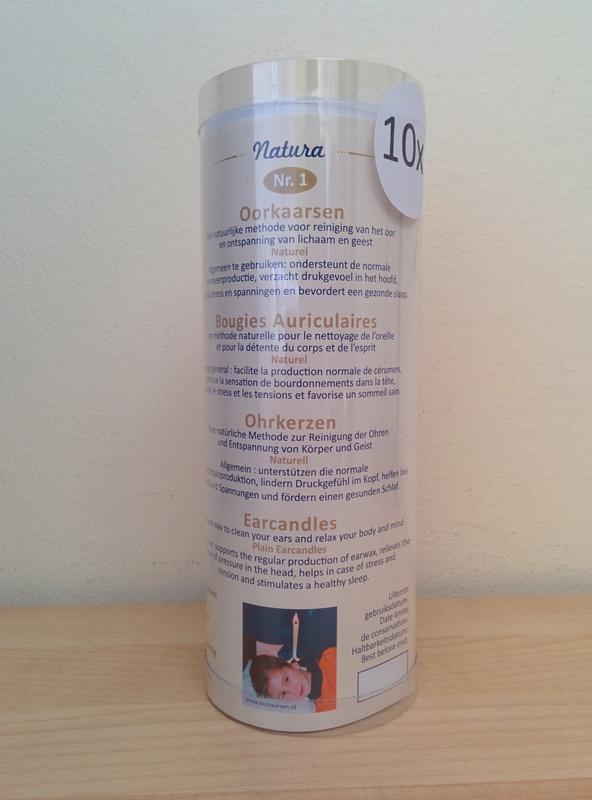 Natura
10x
Nr. 1
Oorkaarsen
natuurlijke methode voor reiniging van het oor
en ontspanning van lichaam en geest
Naturel
Algemeen te gebruiken: ondersteunt de normale
verzacht drukgevoel in het hoofd,
stress en spanningen en bevordert een gezonde slaap.
Bougies Auriculaires
méthode naturelle pour le nettoyage de l'oreille
et pour la détente du corps et de l'esprit
Naturel
général : facilite la production normale de cérumen,
la sensation de bourdonnements dans la tête,
le stress et les tensions et favorise un sommeil sain.
Ohrkerzen
Eine natürliche Methode zur Reinigung der Ohren
und Entspannung von Körper und Geist
Naturell
Allgemein : unterstützen die normale
lindern Druckgefühl im Kopf, helfen bei
und Spannungen und fördern einen gesunden Schlaf.
Earcandles
way to clean your ears and relax your body and mind
Plain Earcandles
supports the regular production of earwax, relieves the
of pressure in the head, helps in case of stress and
tension and stimulates a healthy sleep.
Uiterste
gebruiksdatum:
Date limite
de conservation:
Haltbarkeitsdatum:
Best before end:
www.oorkaarsen.nl